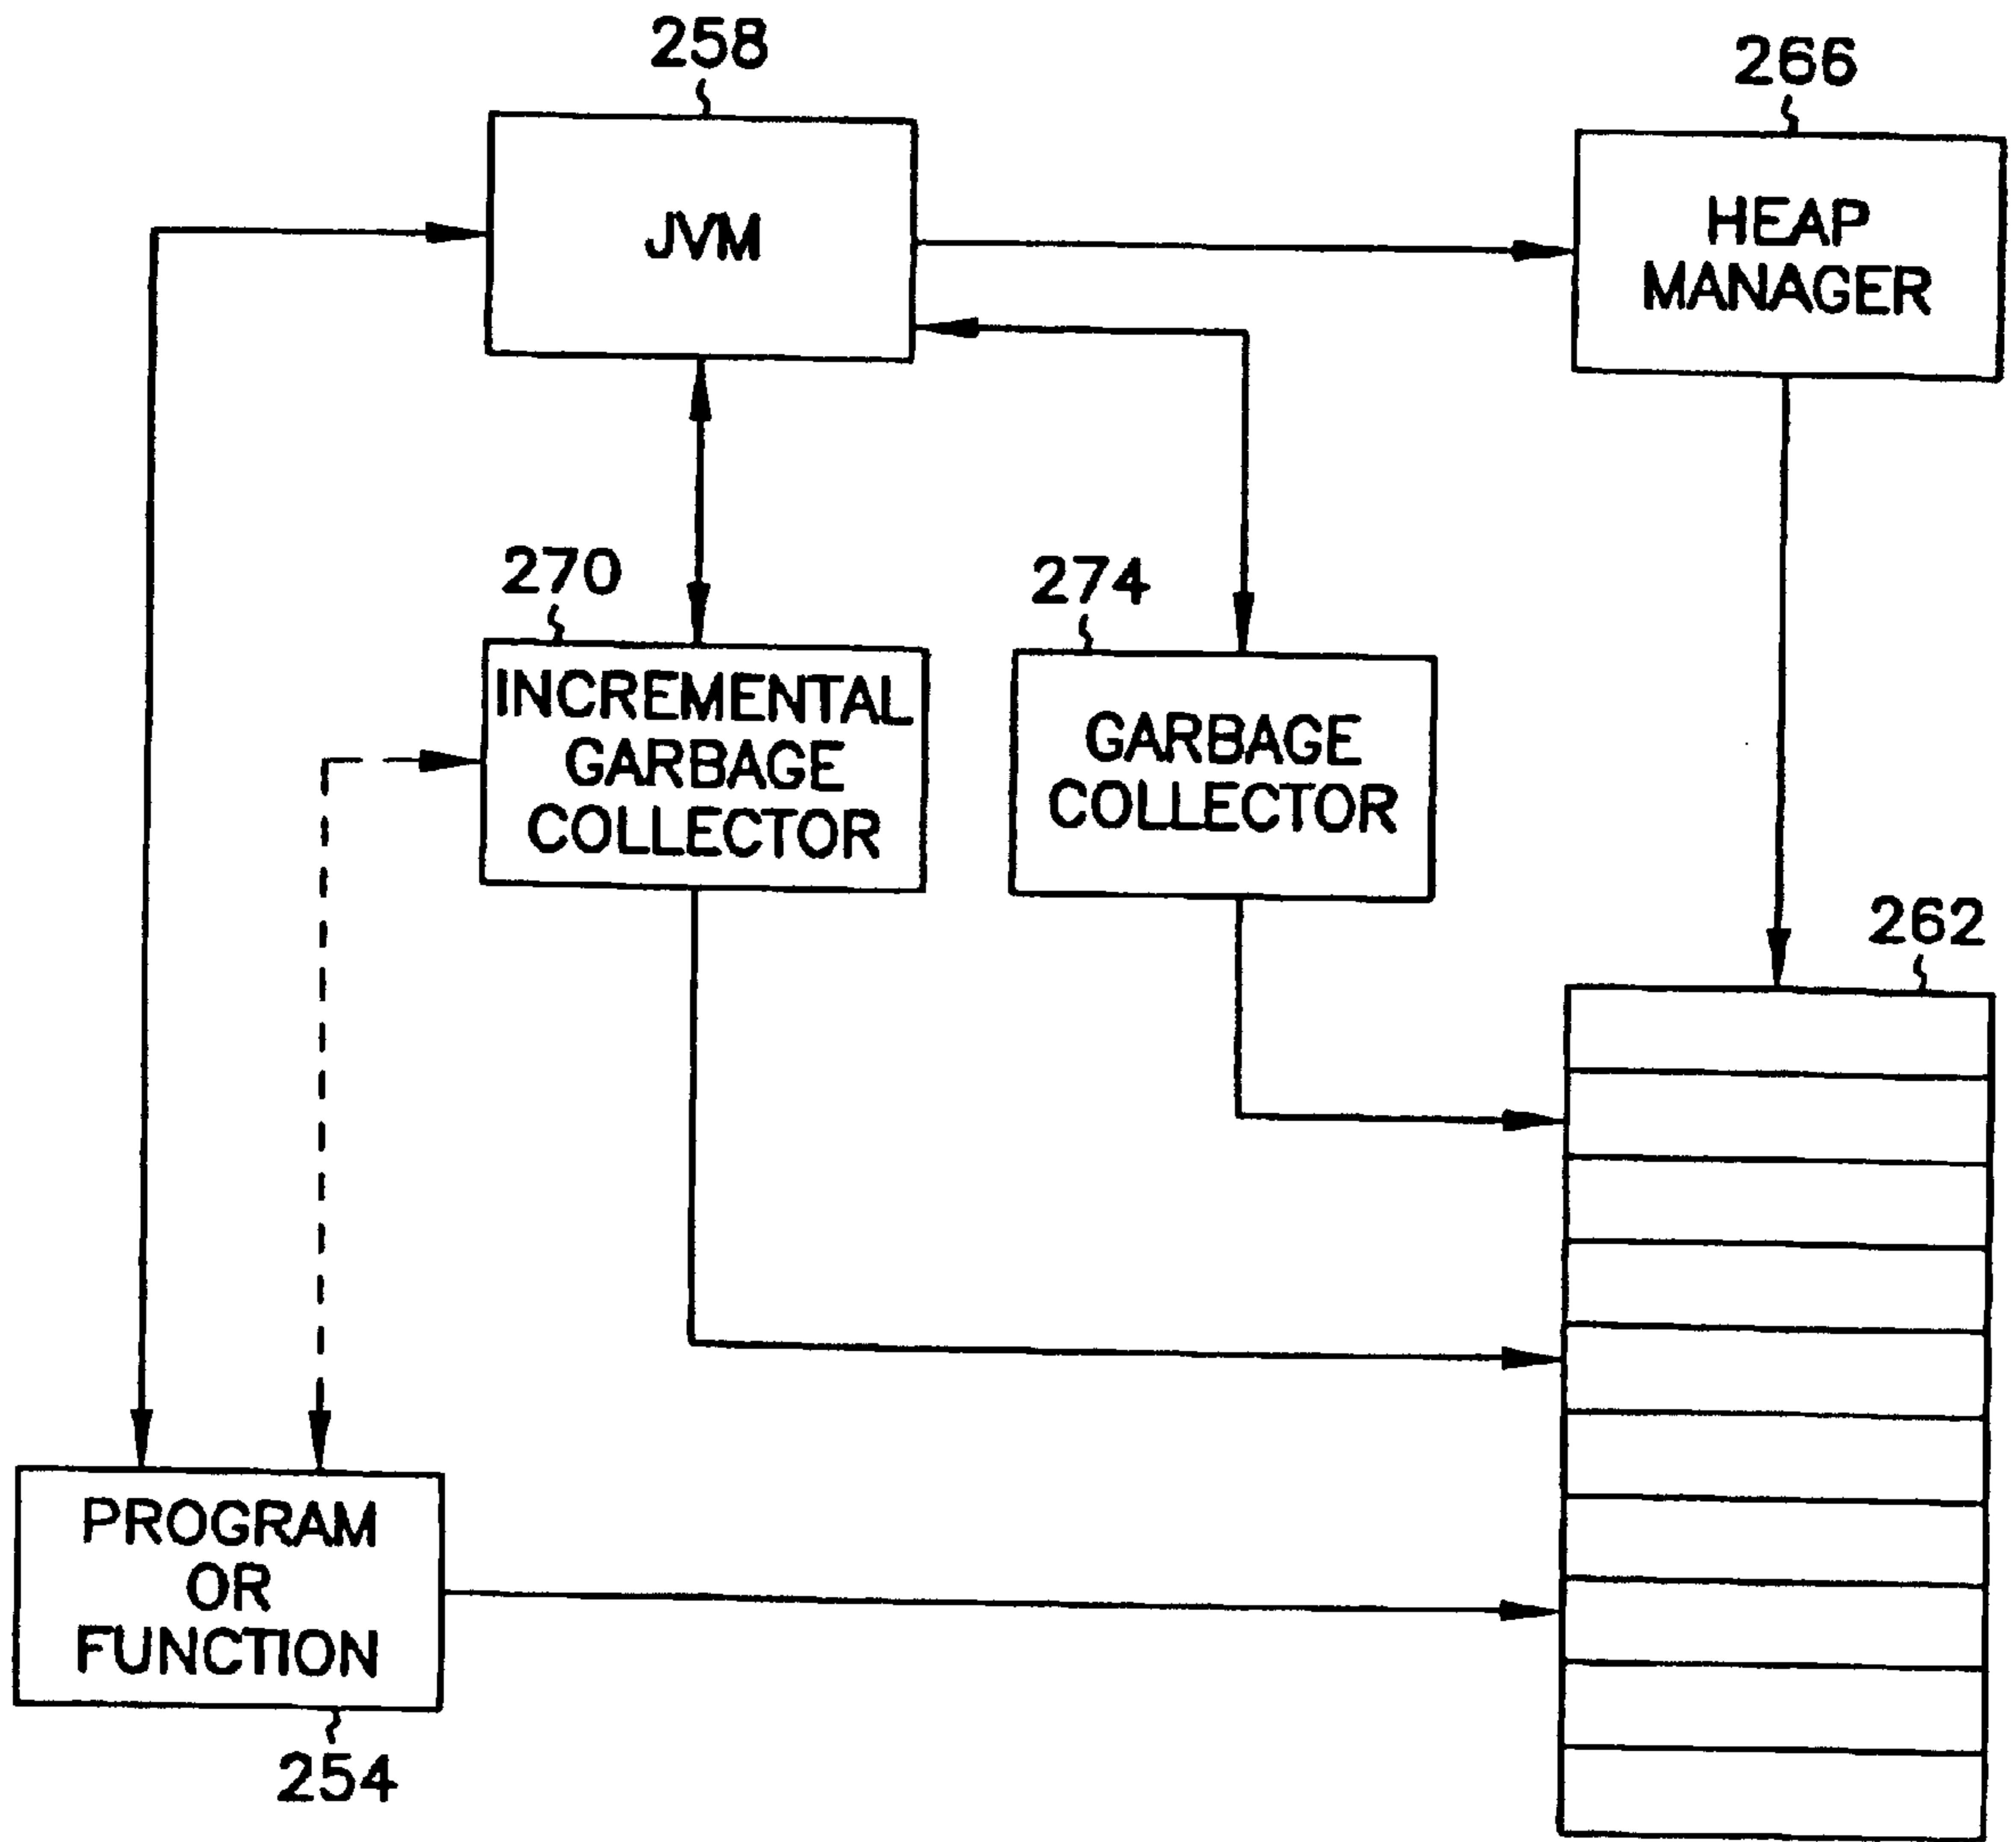 258
266
JVM
HEAP
MANAGER
270
274
INCREMENTAL
GARBAGE
COLLECTOR
GARBAGE
COLLECTOR
262
PROGRAM
OR
FUNCTION
254